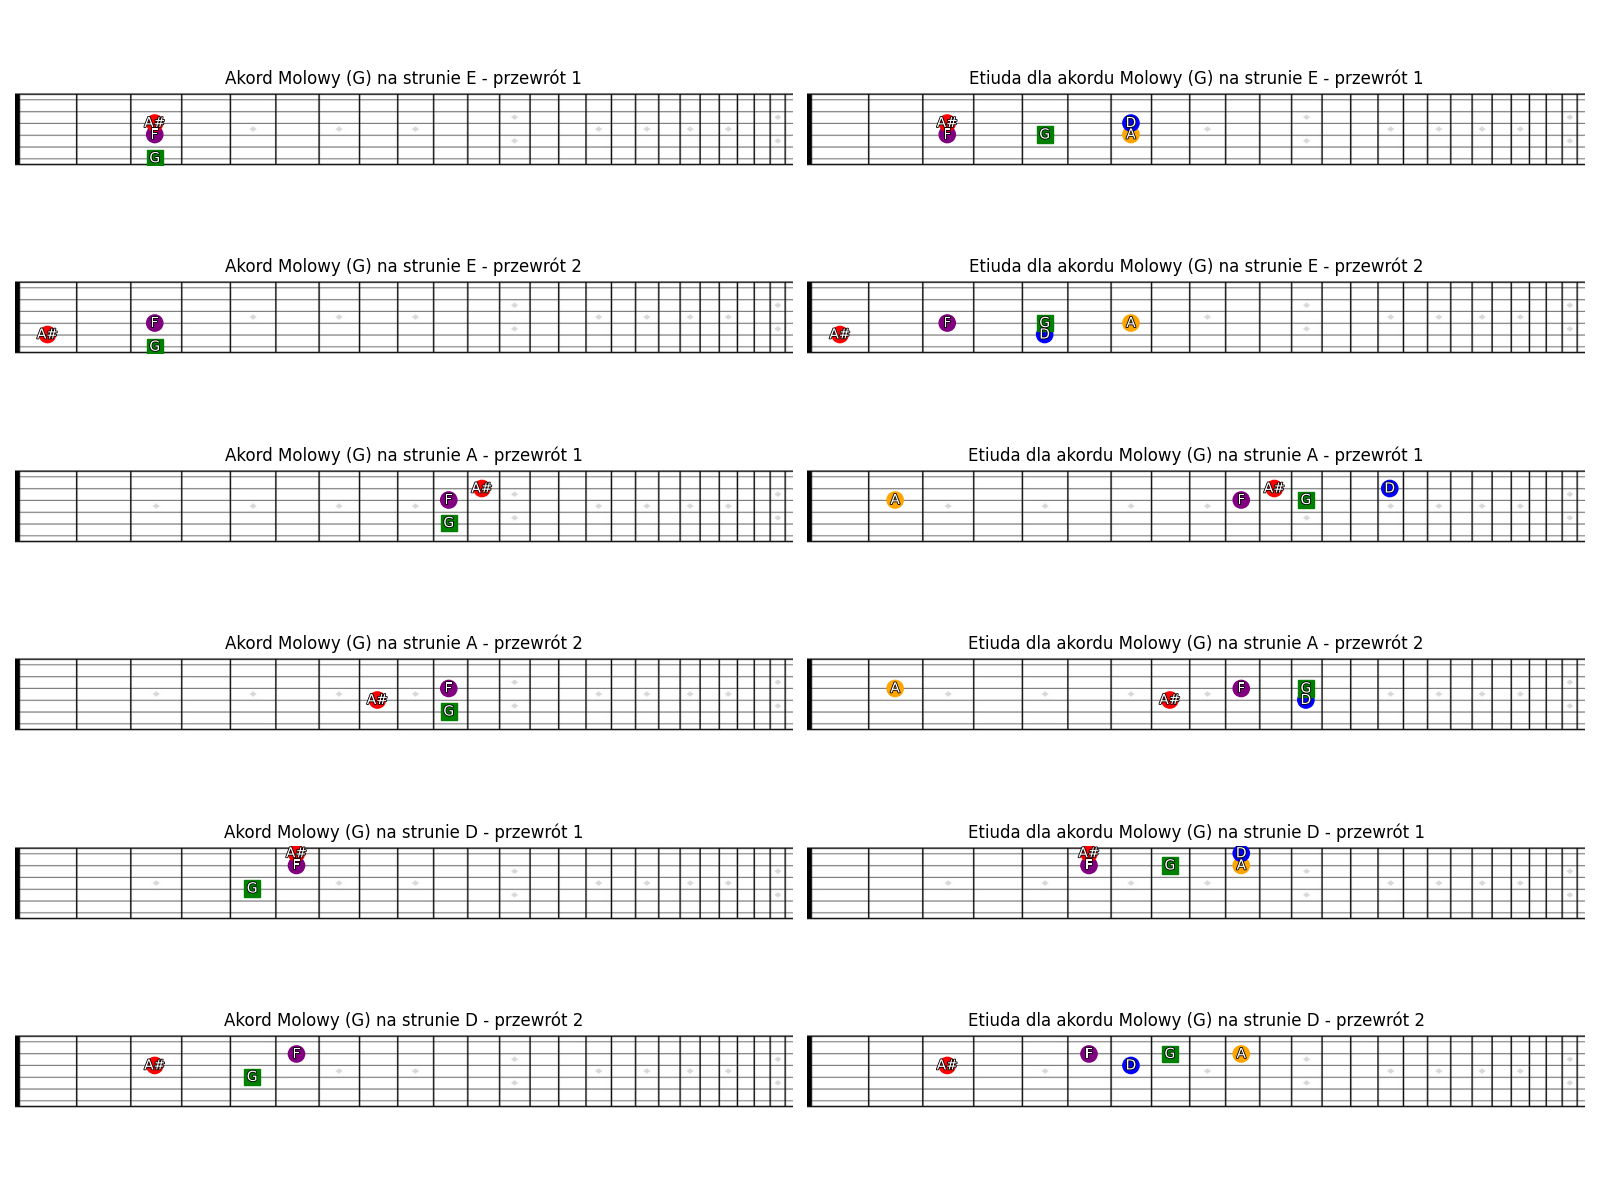 Akord Molowy (G) na strunie E - przewrót 1
A#
F
G
Etiuda dla akordu Molowy (G) na strunie E - przewrót 1
A#
D
F
G
A
Akord Molowy (G) na strunie E - przewrót 2
F
A#
G
Etiuda dla akordu Molowy (G) na strunie E - przewrót 2
F
G
A
A#
D
Akord Molowy (G) na strunie A - przewrót 1
A#
F
G
Etiuda dla akordu Molowy (G) na strunie A - przewrót 1
A#
D
A
F
G
Akord Molowy (G) na strunie A - przewrót 2
F
A#
G
Etiuda dla akordu Molowy (G) na strunie A - przewrót 2
A
F
G
A#
D
Akord Molowy (G) na strunie D - przewrót 1
A#
F
G
Etiuda dla akordu Molowy (G) na strunie D - przewrót 1
A#
D
F
G
A
Akord Molowy (G) na strunie D - przewrót 2
F
A#
G
Etiuda dla akordu Molowy (G) na strunie D - przewrót 2
F
G
A
A#
D